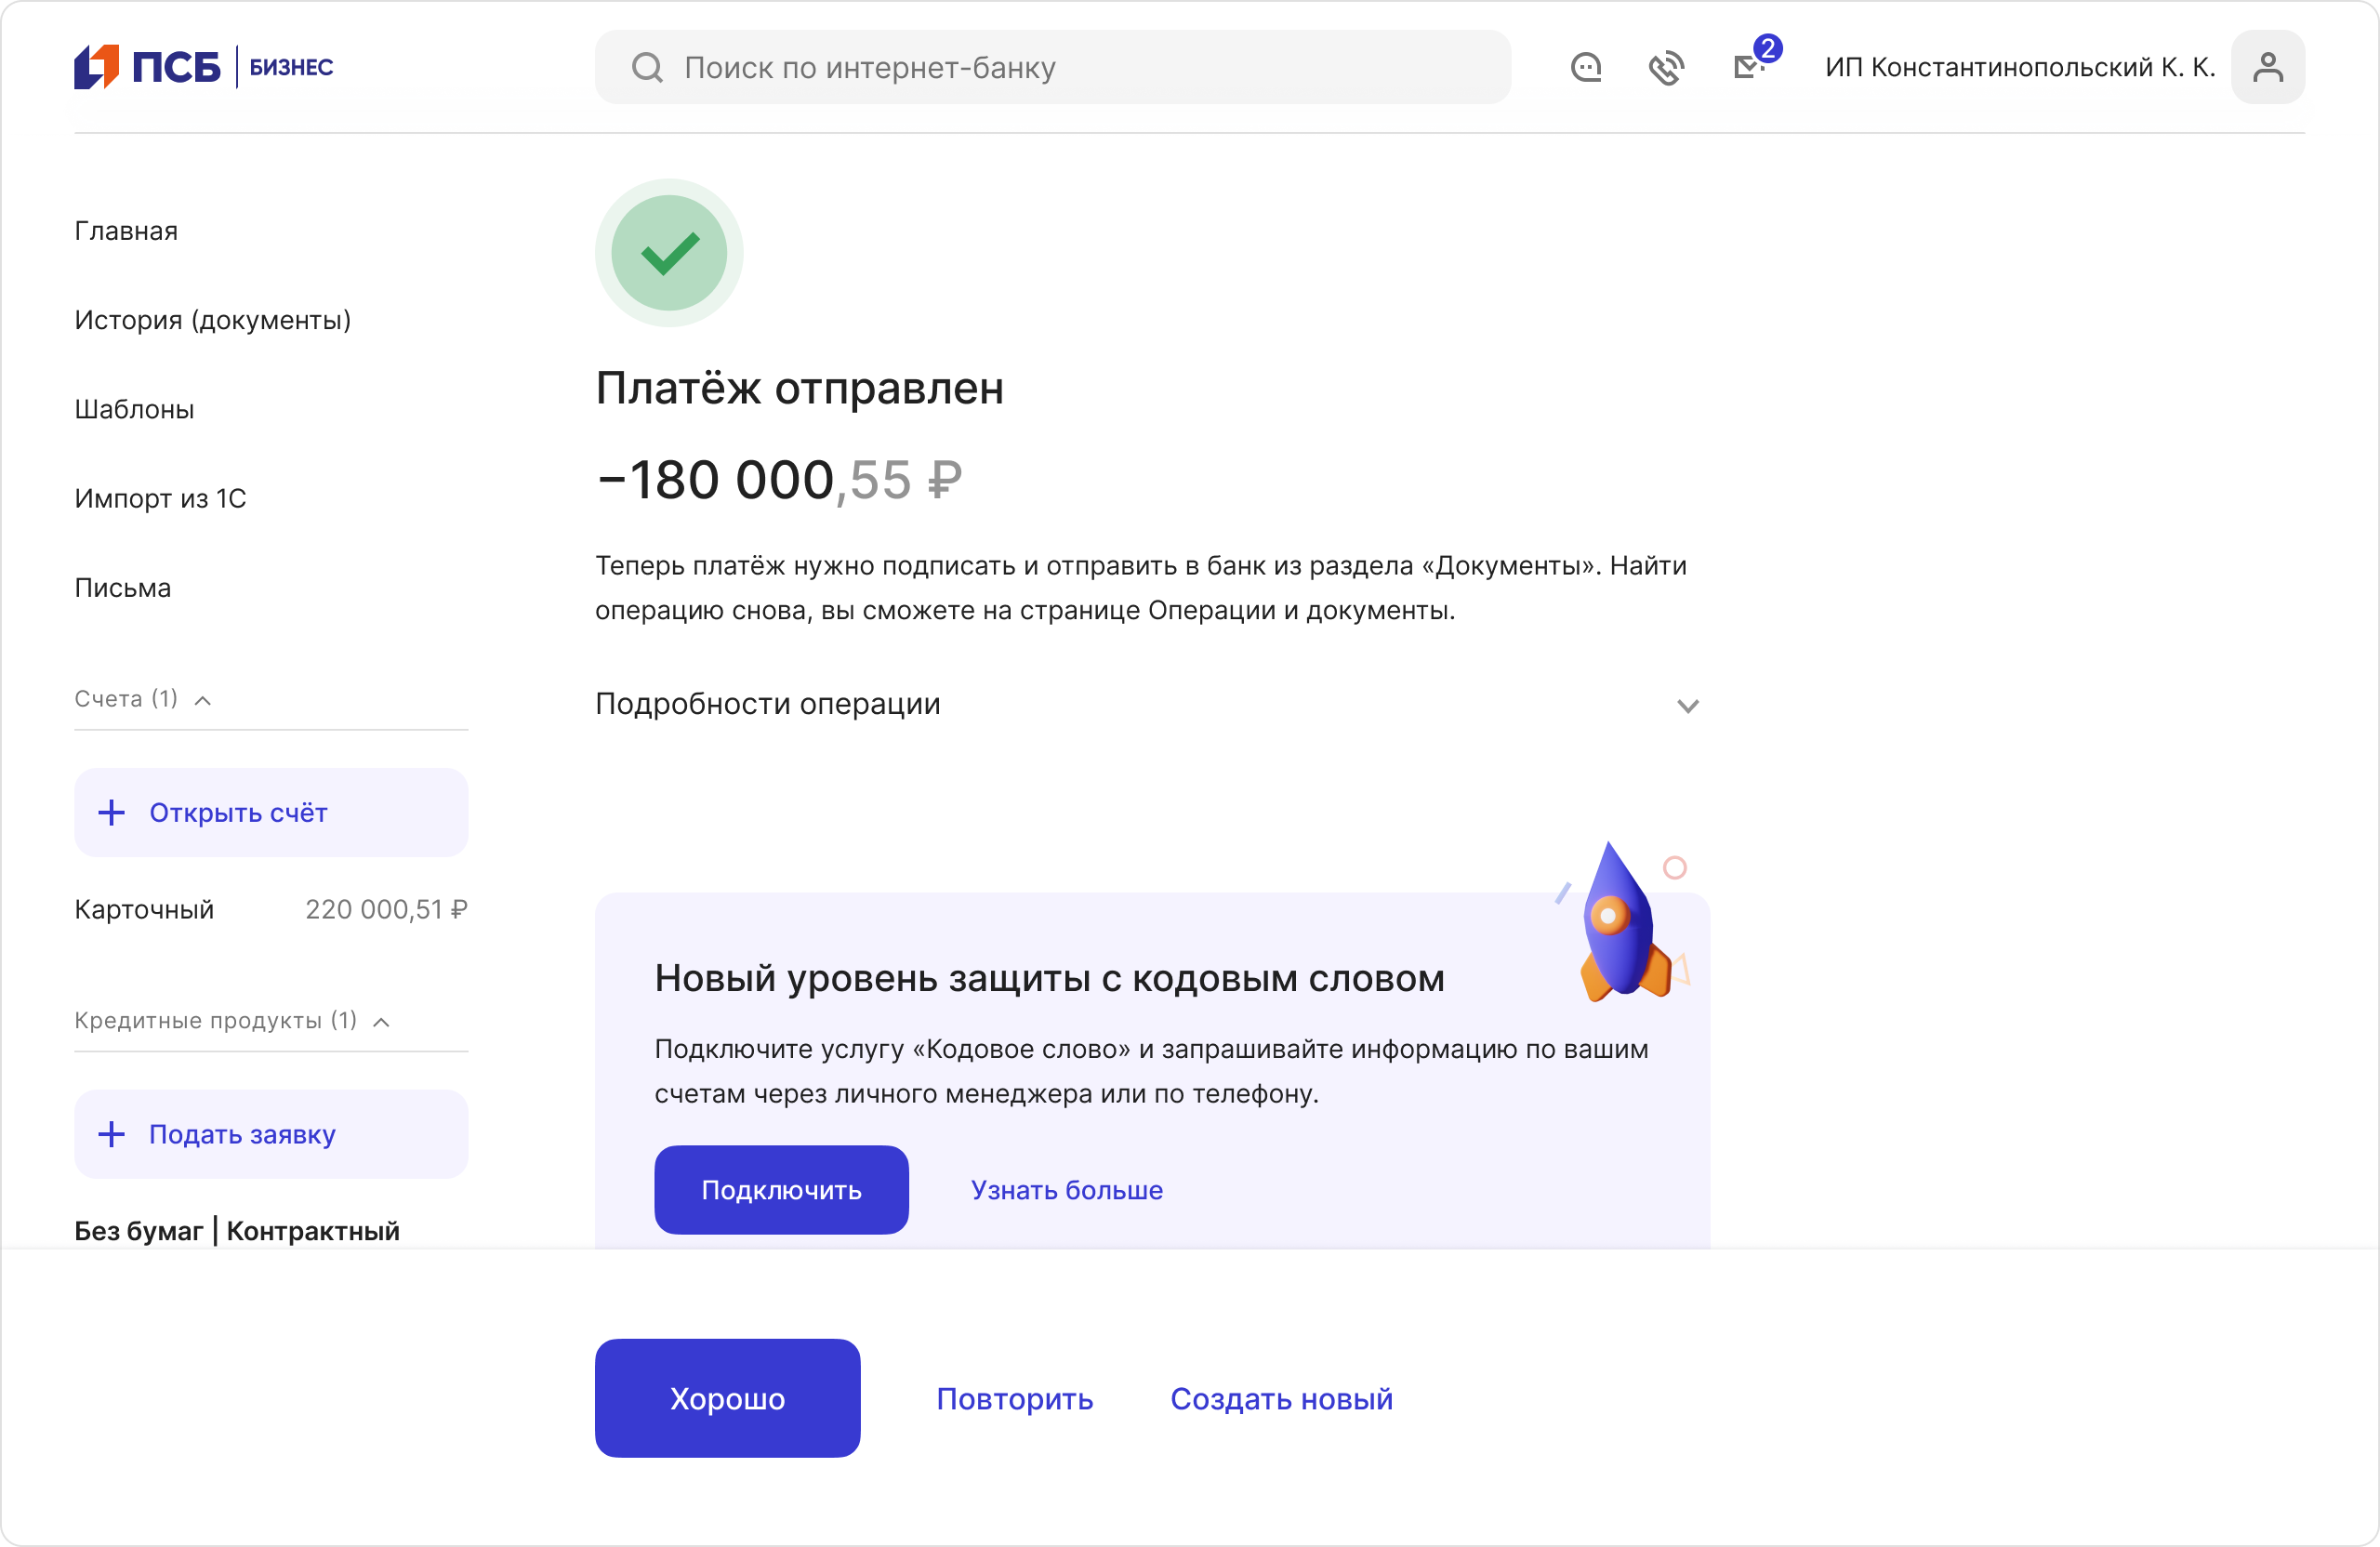 ПСБ БИЗНЕС
Поиск по интернет-банку
2
ИП Константинопольский К. К.
Главная
История (документы)
Шаблоны
Импорт из 1С
Письма
Счета (1)
Открыть счёт
Карточный 220 000,51 ₽
Кредитные продукты (1)
Подать заявку
Без бумаг | Контрактный
Платёж отправлен
−180 000,55 ₽
Теперь платёж нужно подписать и отправить в банк из раздела «Документы». Найти
операцию снова, вы сможете на странице Операции и документы.
Подробности операции
Новый уровень защиты с кодовым словом
Подключите услугу «Кодовое слово» и запрашивайте информацию по вашим
счетам через личного менеджера или по телефону.
Подключить Узнать больше
Хорошо Повторить Создать новый